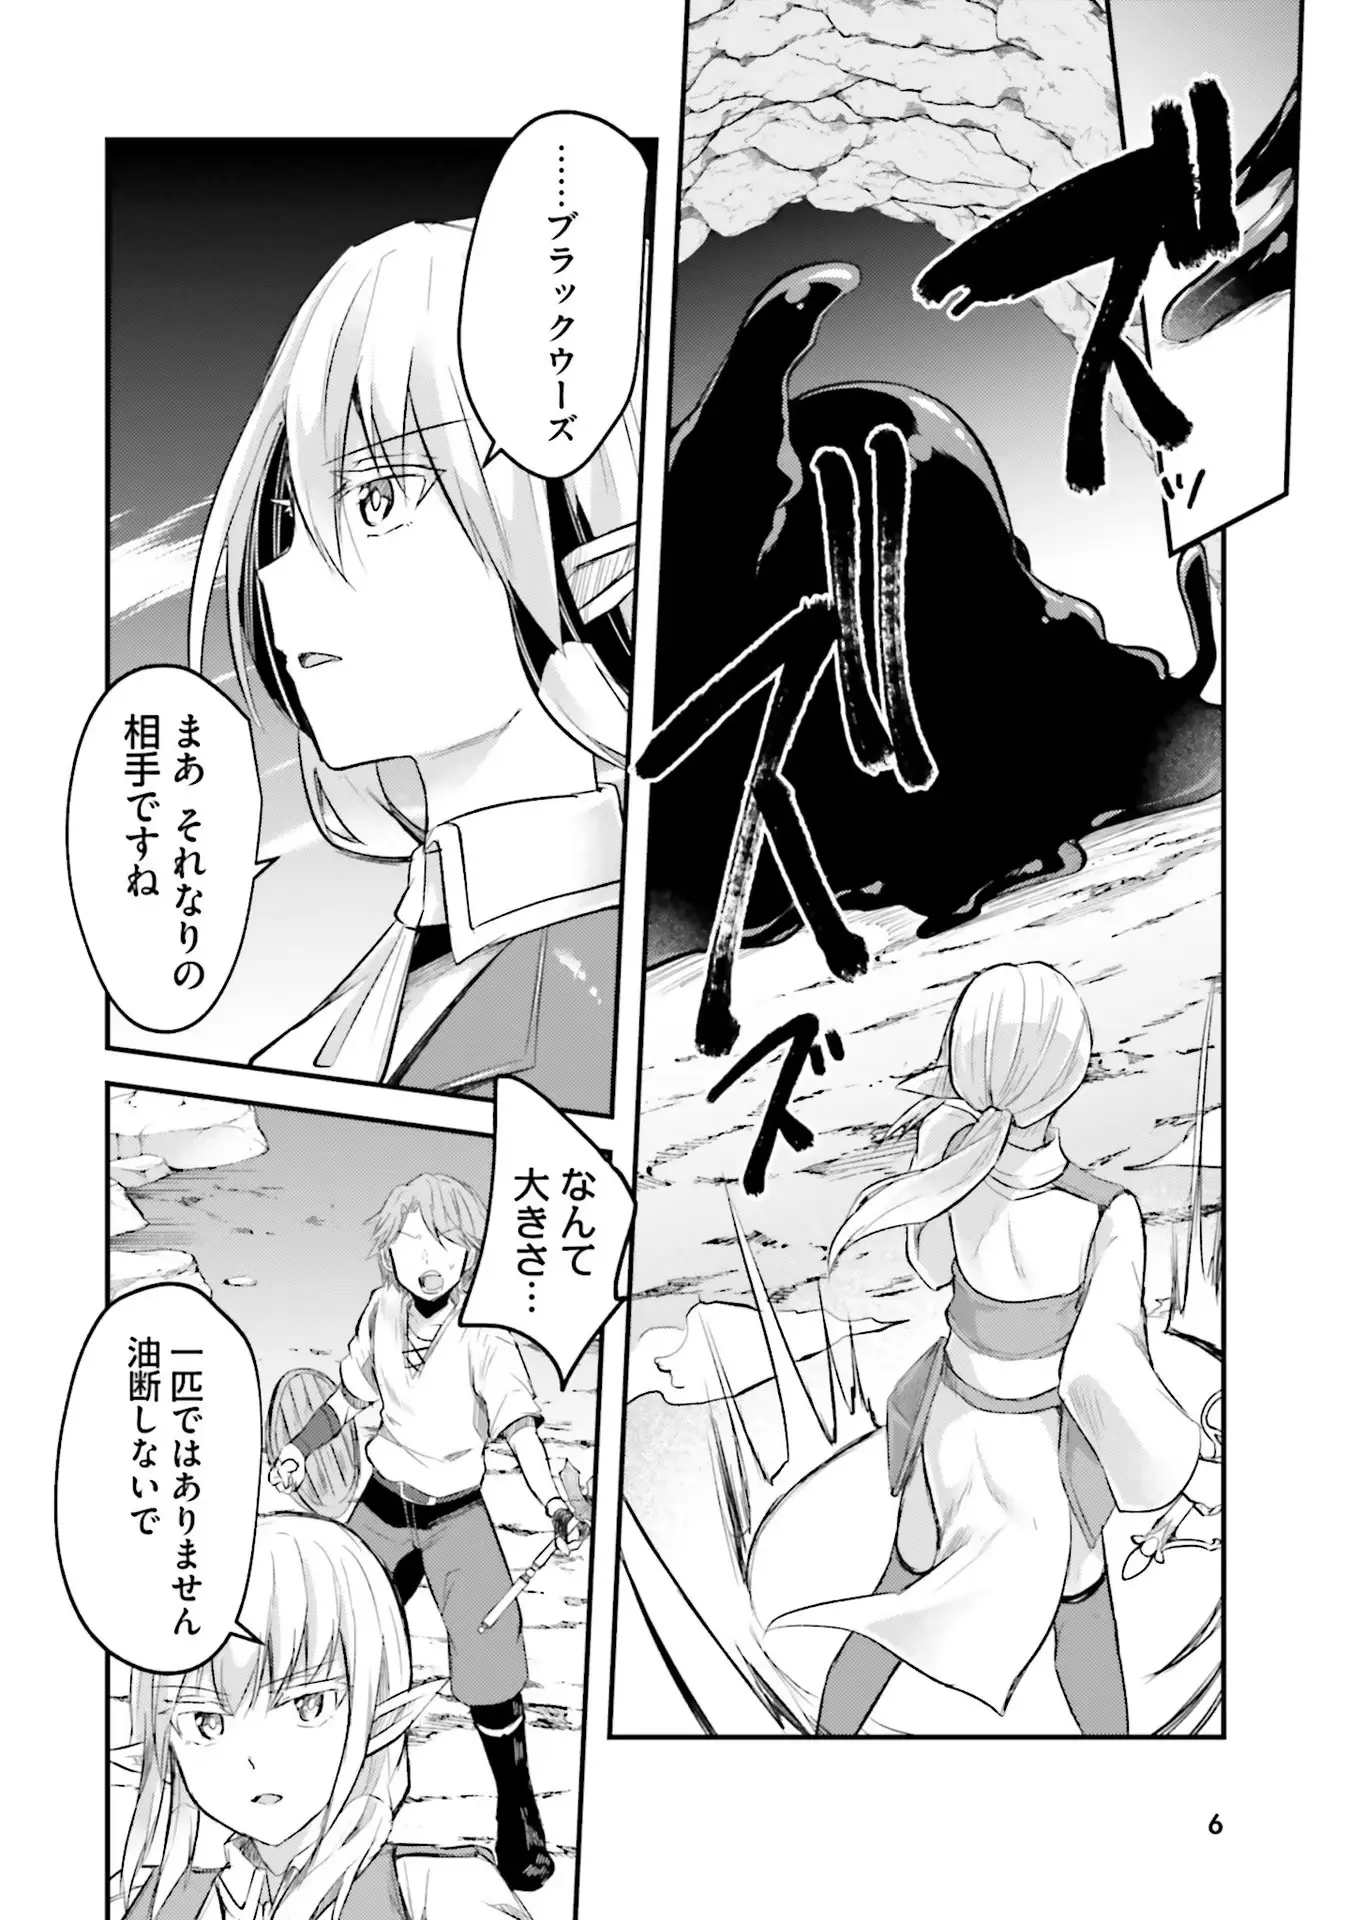 ズズッ
ズズ
ズ
……ブラックウーズ
まあ それなりの
相手ですね
なんて
大きさ…
一匹ではありません
油断しないで
6